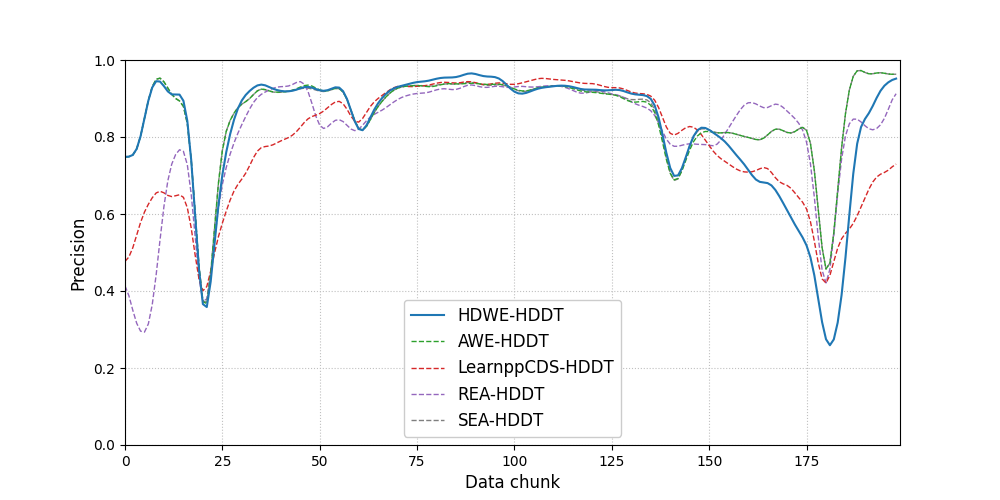 1.0
0.8
0.6
0.4
0.2
0.0
Precision
HDWE-HDDT
AWE-HDDT
LearnppCDS-HDDT
REA-HDDT
SEA-HDDT
0 25 50 75 100 125 150 175
Data chunk